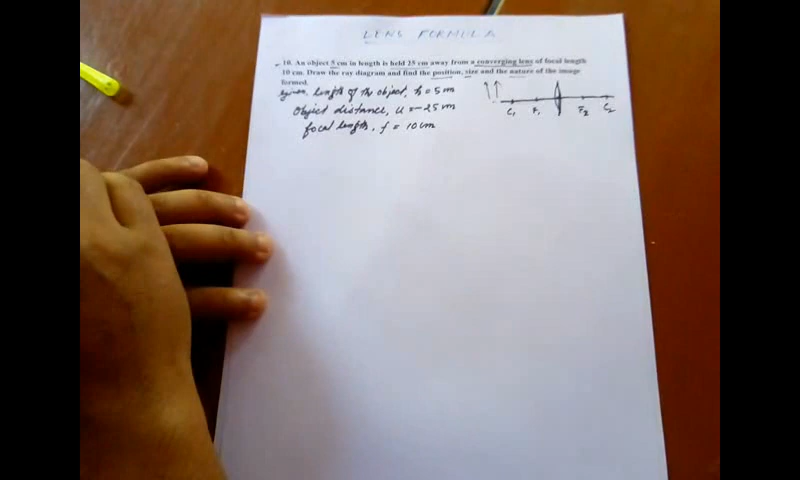 LENS FORMULA
10. An object 5 cm in length is held 25 cm away from a converging lens of focal length
10 cm. Draw the ray diagram and find the position, size and the nature of the image
formed.
given, length of the object, h = 5 cm
Object distance, u = -25 cm
focal length, f = 10 cm
C1 F1 F2 C2